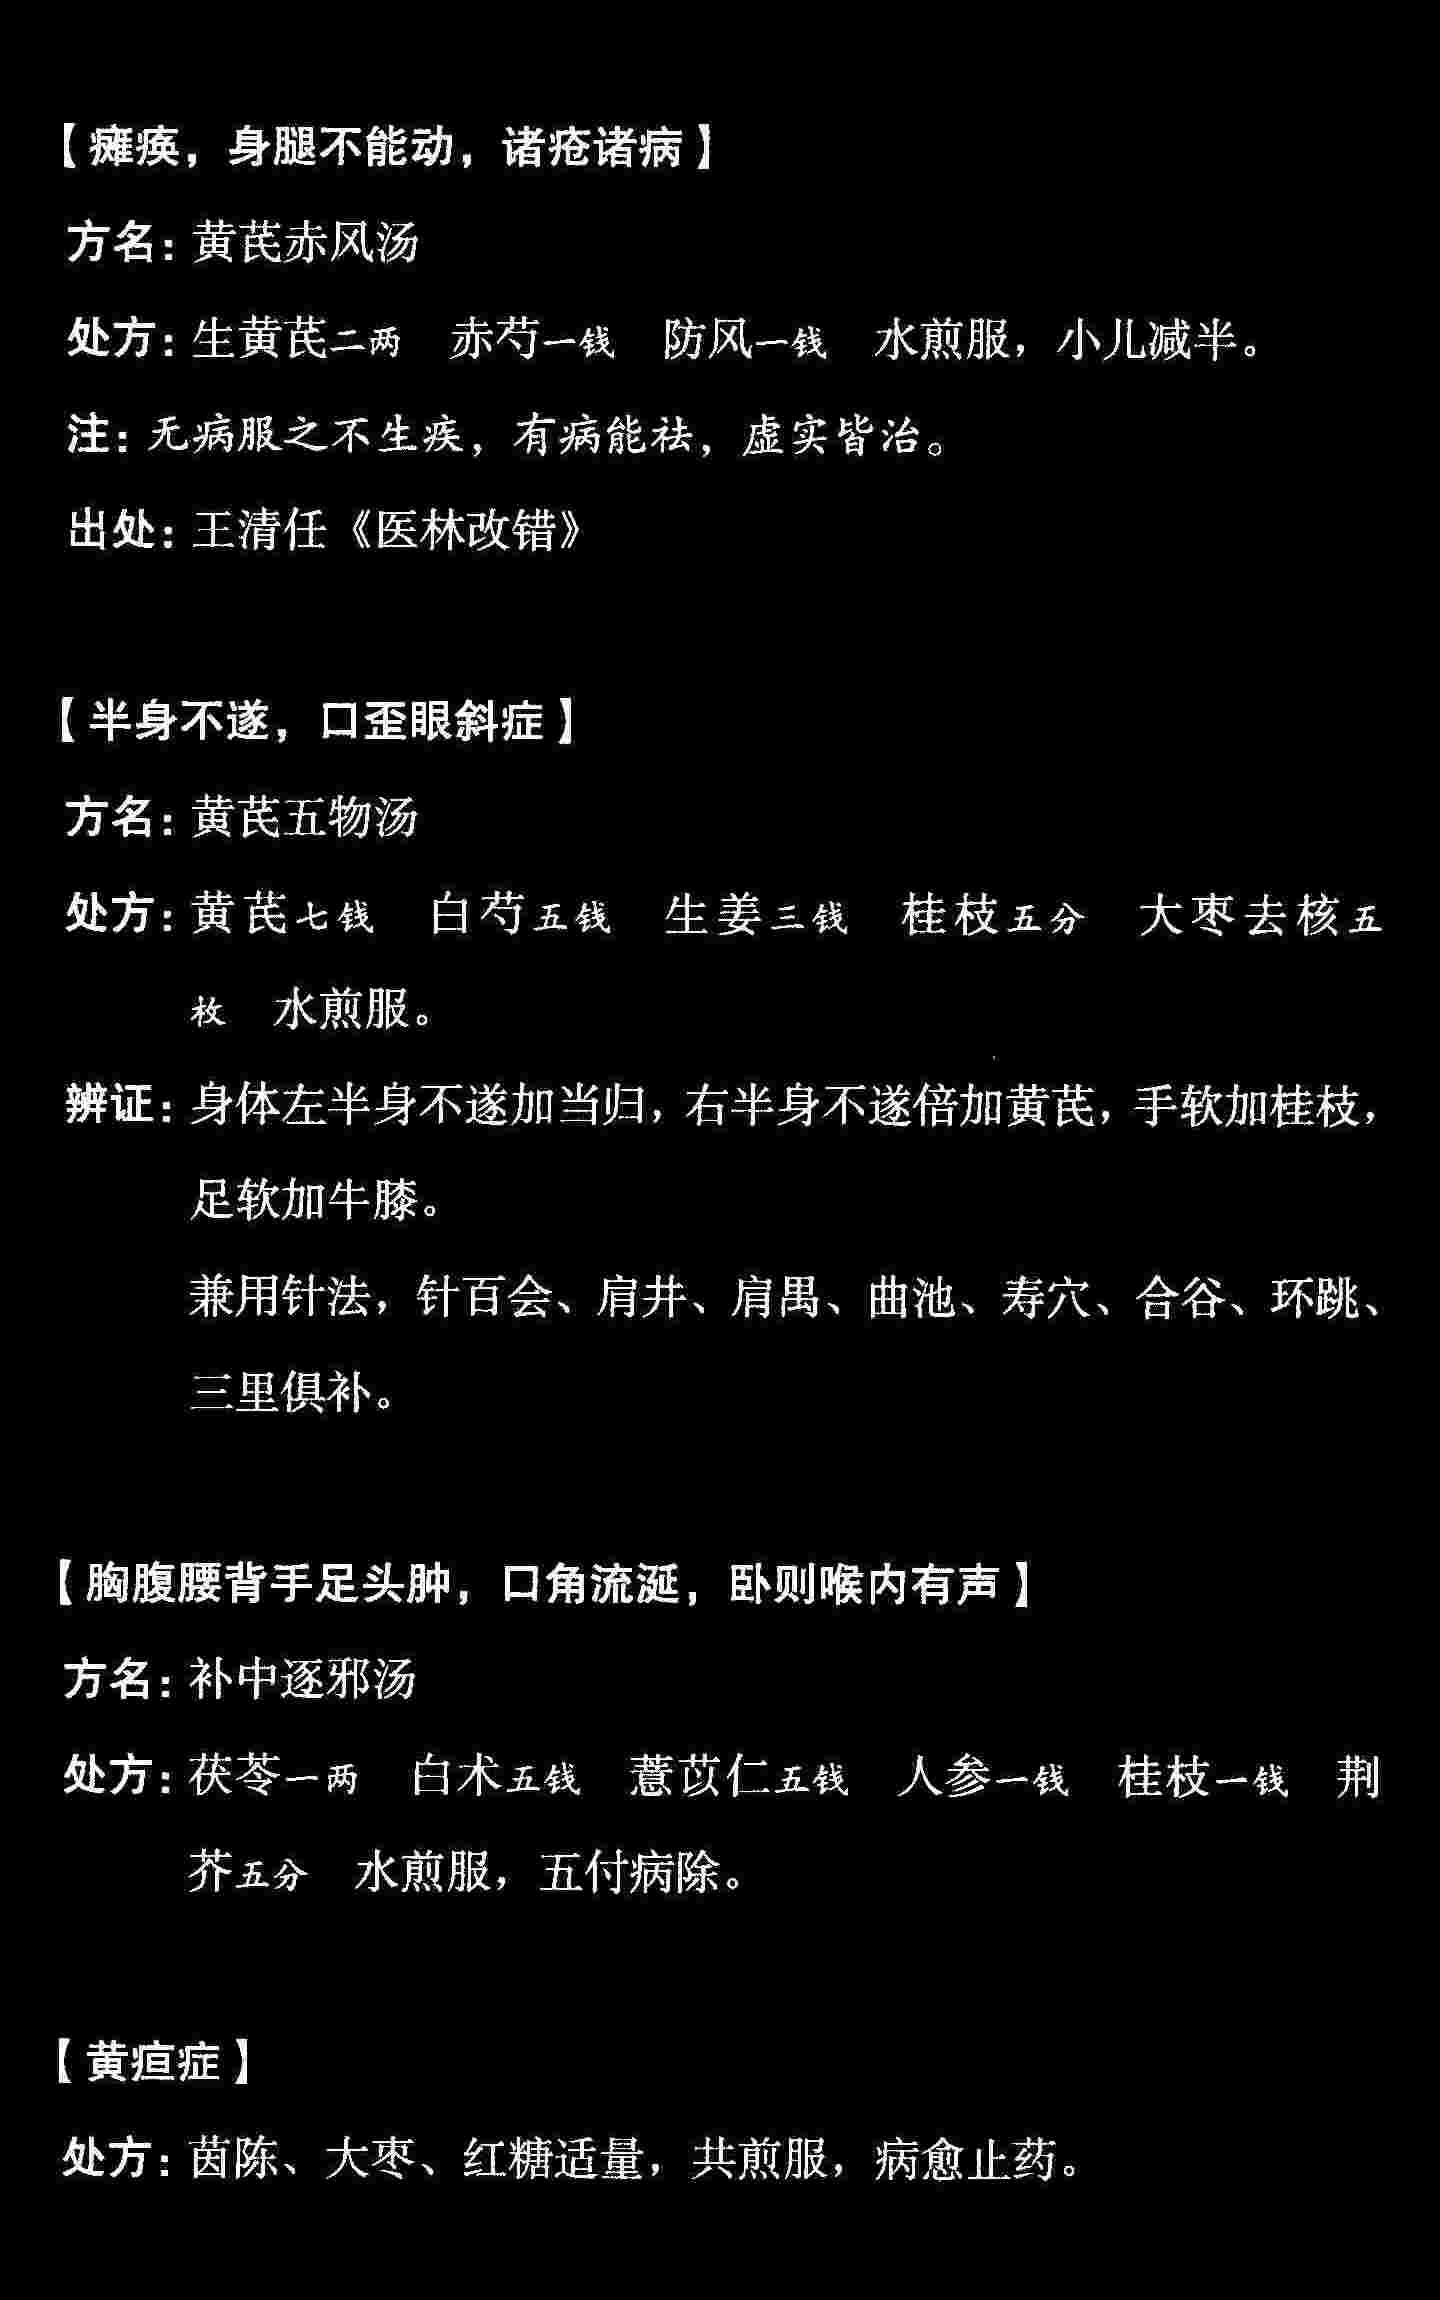 【瘫痪，身腿不能动，诸疮诸病】
方名：黄芪赤风汤
处方：生黄芪二两 赤芍一钱 防风一钱 水煎服，小儿减半。
注：无病服之不生疾，有病能祛，虚实皆治。
出处：王清任《医林改错》
【半身不遂，口歪眼斜症】
方名：黄芪五物汤
处方：黄芪七钱 白芍五钱 生姜三钱 桂枝五分 大枣去核五
枚 水煎服。
辨证：身体左半身不遂加当归，右半身不遂倍加黄芪，手软加桂枝，
足软加牛膝。
兼用针法，针百会、肩井、肩禺、曲池、寿穴、合谷、环跳、
三里俱补。
【胸腹腰背手足头肿，口角流涎，卧则喉内有声】
方名：补中逐邪汤
处方：茯苓一两 白术五钱 薏苡仁五钱 人参一钱 桂枝一钱 荆
芥五分 水煎服，五付病除。
【黄疸症】
处方：茵陈、大枣、红糖适量，共煎服，病愈止药。